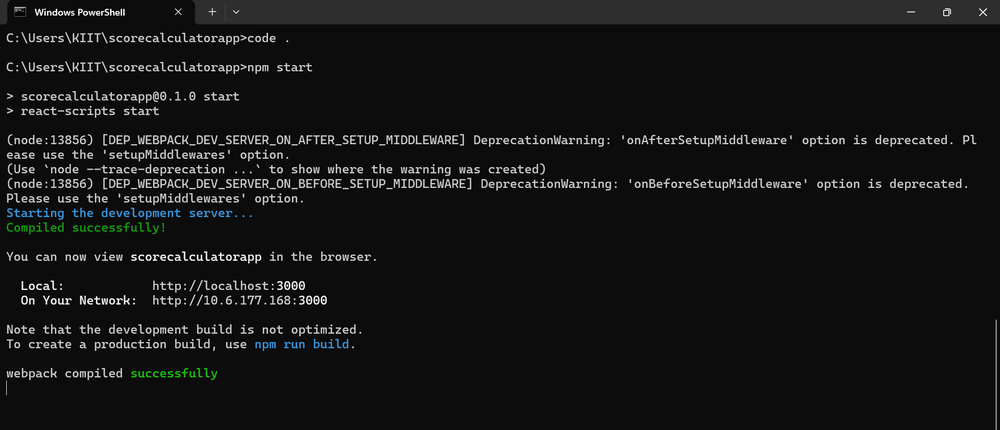 Windows PowerShell
C:\Users\KIIT\scorecalculatorapp>code .
C:\Users\KIIT\scorecalculatorapp>npm start
> scorecalculatorapp@0.1.0 start
> react-scripts start
(node:13856) [DEP_WEBPACK_DEV_SERVER_ON_AFTER_SETUP_MIDDLEWARE] DeprecationWarning: 'onAfterSetupMiddleware' option is deprecated. Pl
ease use the 'setupMiddlewares' option.
(Use `node --trace-deprecation ...` to show where the warning was created)
(node:13856) [DEP_WEBPACK_DEV_SERVER_ON_BEFORE_SETUP_MIDDLEWARE] DeprecationWarning: 'onBeforeSetupMiddleware' option is deprecated.
Please use the 'setupMiddlewares' option.
Starting the development server...
Compiled successfully!
You can now view scorecalculatorapp in the browser.
Local: http://localhost:3000
On Your Network: http://10.6.177.168:3000
Note that the development build is not optimized.
To create a production build, use npm run build.
webpack compiled successfully